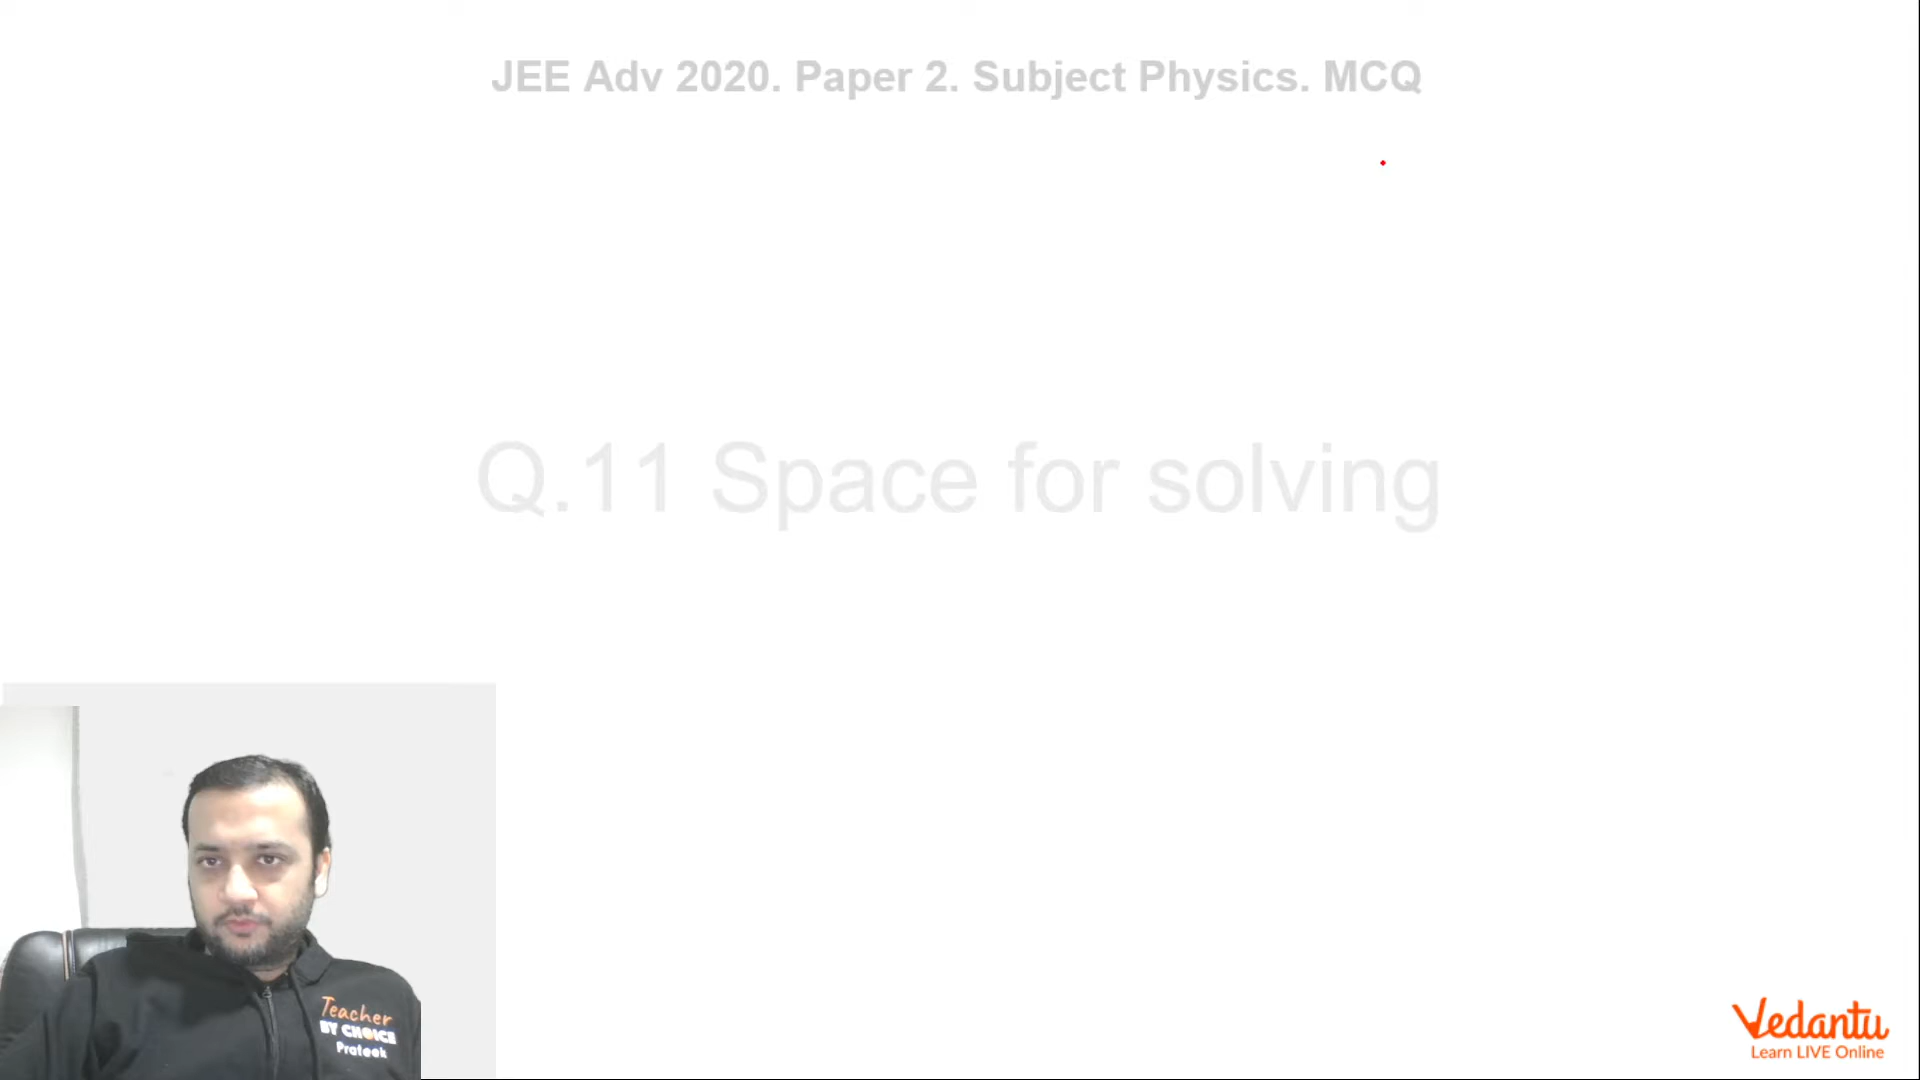 JEE Adv 2020. Paper 2. Subject Physics. MCQ
Q.11 Space for solving
Teacher
BY CHOICE
Prateek
Vedantu
Learn LIVE Online